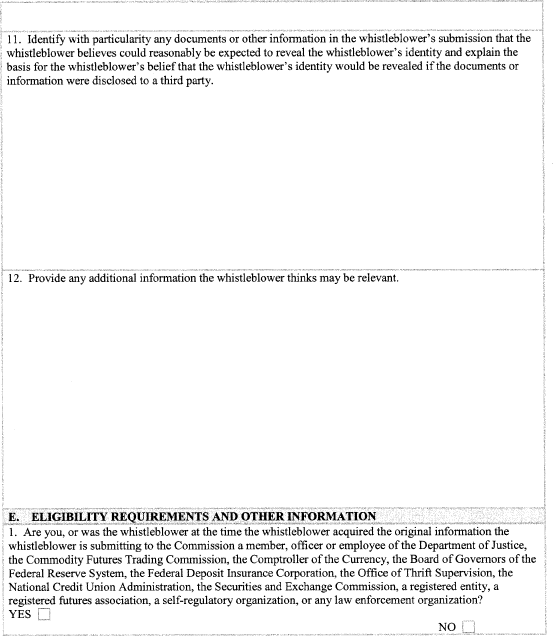 11. Identify with particularity any documents or other information in the whistleblower's submission that the
whistleblower believes could reasonably be expected to reveal the whistleblower's identity and explain the
basis for the whistleblower's belief that the whistleblower's identity would be revealed if the documents or
information were disclosed to a third party.
12. Provide any additional information the whistleblower thinks may be relevant.
E. ELIGIBILITY REQUIREMENTS AND OTHER INFORMATION
1. Are you, or was the whistleblower at the time the whistleblower acquired the original information the
whistleblower is submitting to the Commission a member, officer or employee of the Department of Justice,
the Commodity Futures Trading Commission, the Comptroller of the Currency, the Board of Governors of the
Federal Reserve System, the Federal Deposit Insurance Corporation, the Office of Thrift Supervision, the
National Credit Union Administration, the Securities and Exchange Commission, a registered entity, a
registered futures association, a self-regulatory organization, or any law enforcement organization?
YES
NO